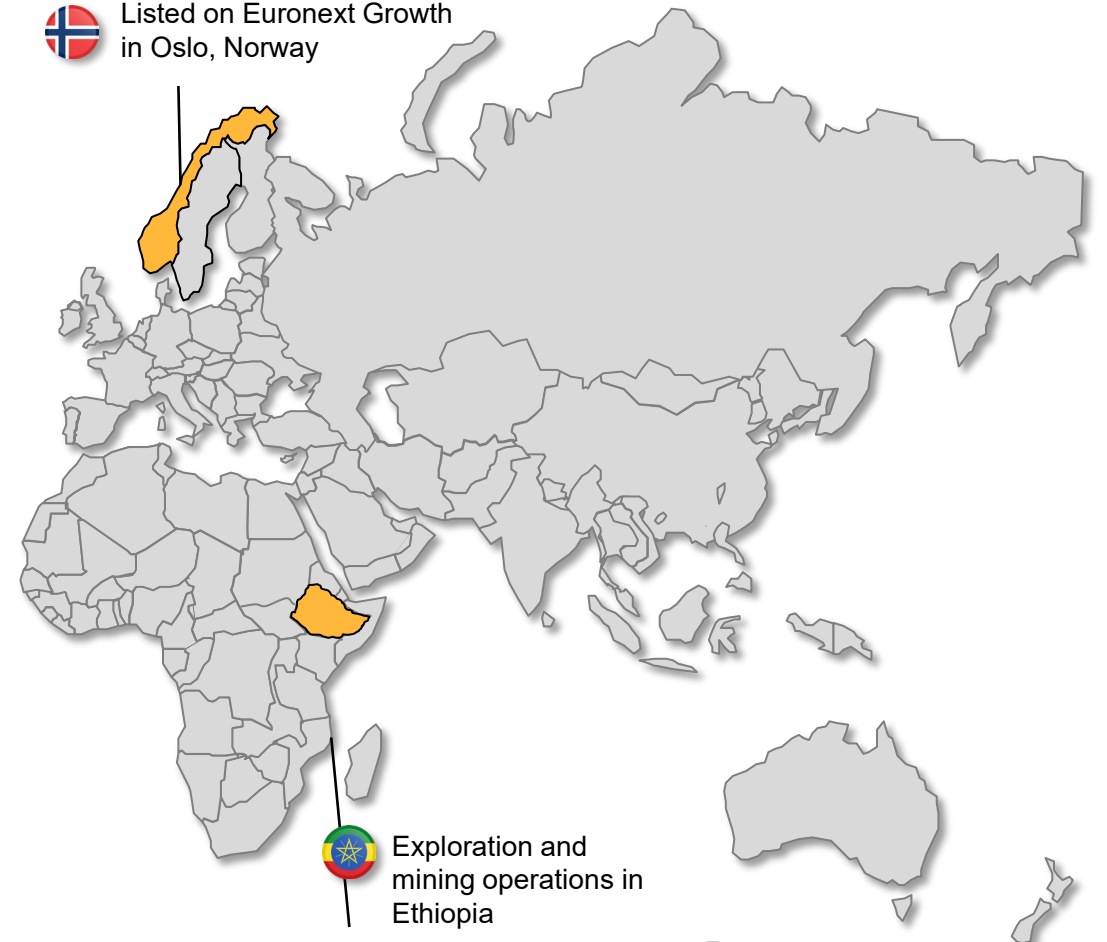 Listed on Euronext Growth
in Oslo, Norway
Exploration and
mining operations in
Ethiopia